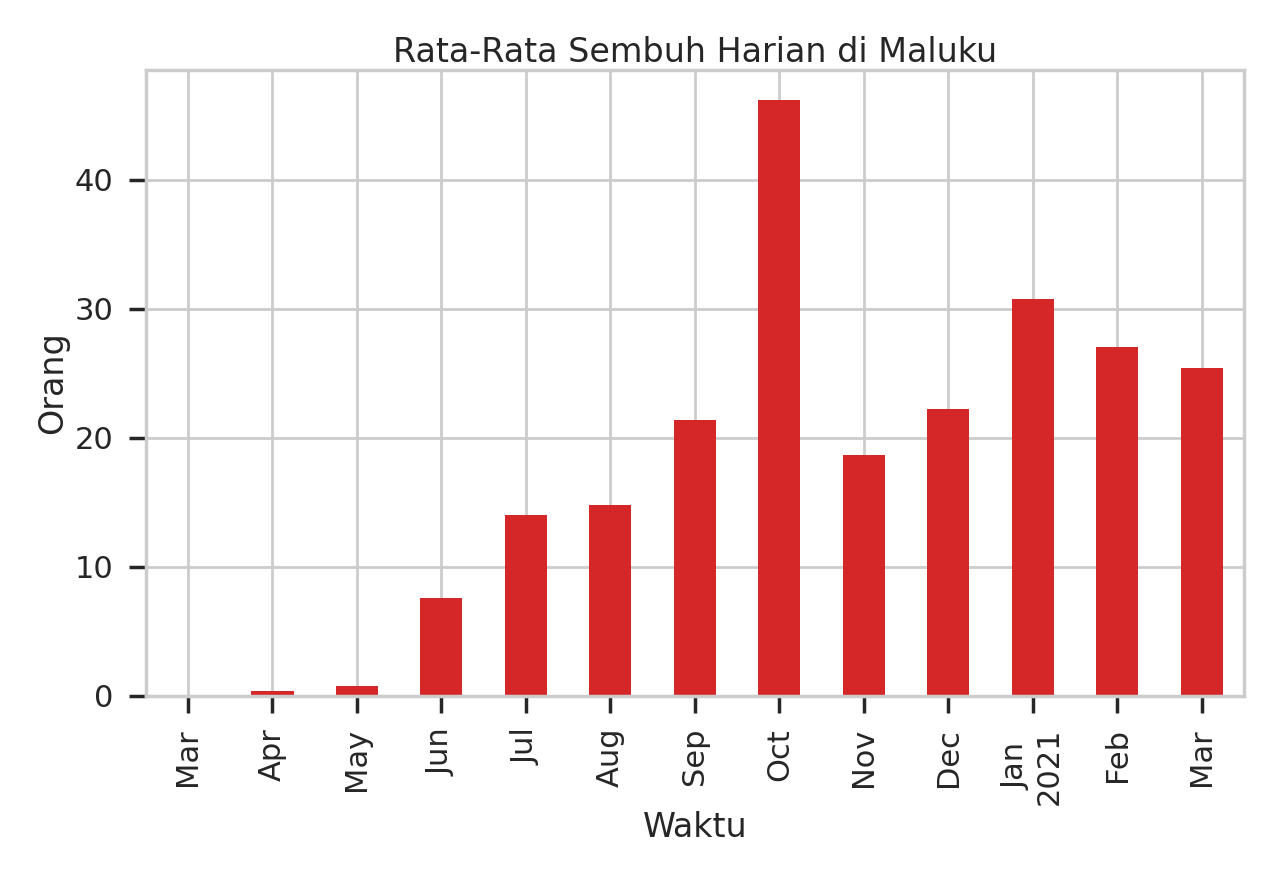 Rata-Rata Sembuh Harian di Maluku
Orang
40
30
20
10
0
Mar
Apr
May
Jun
Jul
Aug
Sep
Oct
Nov
Dec
Jan
2021
Feb
Mar
Waktu